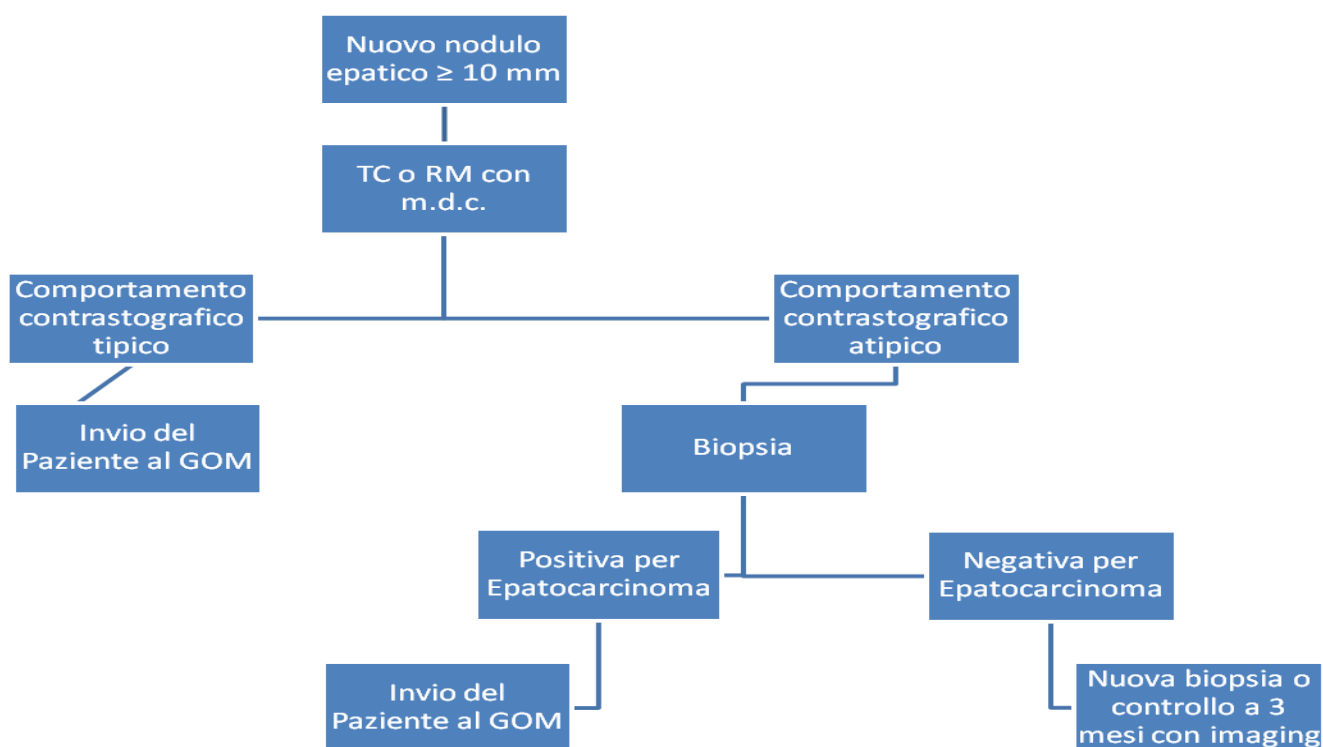 Nuovo nodulo
epatico ≥ 10 mm
TC o RM con
m.d.c.
Comportamento
contrastografico
tipico
Comportamento
contrastografico
atipico
Invio del
Paziente al GOM
Biopsia
Positiva per
Epatocarcinoma
Negativa per
Epatocarcinoma
Invio del
Paziente al GOM
Nuova biopsia o
controllo a 3
mesi con imaging